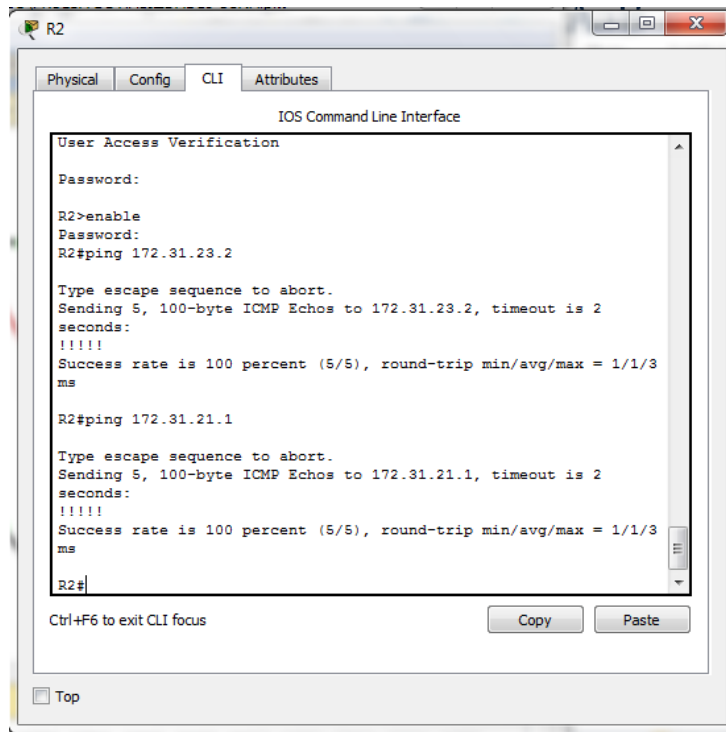 R2
Physical Config CLI Attributes
IOS Command Line Interface
User Access Verification
Password:
R2>enable
Password:
R2#ping 172.31.23.2
Type escape sequence to abort.
Sending 5, 100-byte ICMP Echos to 172.31.23.2, timeout is 2
seconds:
!!!!!
Success rate is 100 percent (5/5), round-trip min/avg/max = 1/1/3
ms
R2#ping 172.31.21.1
Type escape sequence to abort.
Sending 5, 100-byte ICMP Echos to 172.31.21.1, timeout is 2
seconds:
!!!!!
Success rate is 100 percent (5/5), round-trip min/avg/max = 1/1/3
ms
R2#
Ctrl+F6 to exit CLI focus Copy Paste
Top